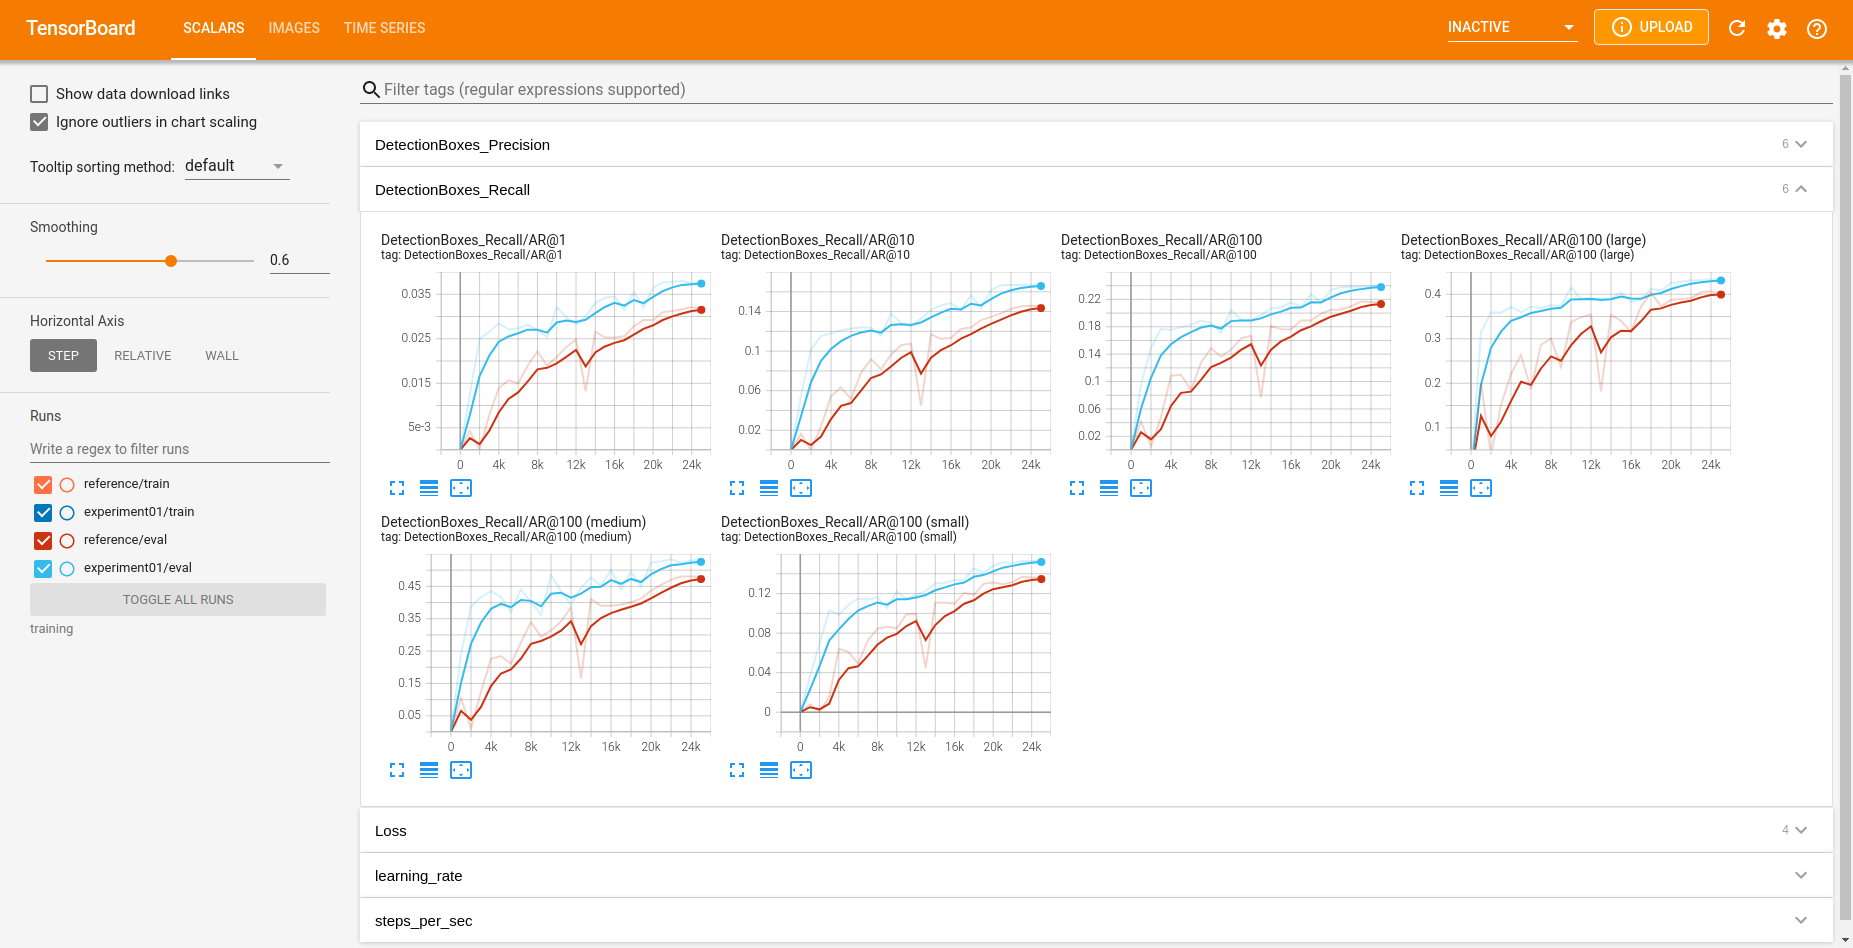 TensorBoard SCALARS IMAGES TIME SERIES INACTIVE UPLOAD
Show data download links
Ignore outliers in chart scaling
Tooltip sorting method: default
Smoothing
0.6
Horizontal Axis
STEP RELATIVE WALL
Runs
Write a regex to filter runs
reference/train
experiment01/train
reference/eval
experiment01/eval
TOGGLE ALL RUNS
training
Filter tags (regular expressions supported)
DetectionBoxes_Precision 6
DetectionBoxes_Recall 6
DetectionBoxes_Recall/AR@1
tag: DetectionBoxes_Recall/AR@1
0.035
0.025
0.015
5e-3
0 4k 8k 12k 16k 20k 24k
DetectionBoxes_Recall/AR@10
tag: DetectionBoxes_Recall/AR@10
0.14
0.1
0.06
0.02
0 4k 8k 12k 16k 20k 24k
DetectionBoxes_Recall/AR@100
tag: DetectionBoxes_Recall/AR@100
0.22
0.18
0.14
0.1
0.06
0.02
0 4k 8k 12k 16k 20k 24k
DetectionBoxes_Recall/AR@100 (large)
tag: DetectionBoxes_Recall/AR@100 (large)
0.4
0.3
0.2
0.1
0 4k 8k 12k 16k 20k 24k
DetectionBoxes_Recall/AR@100 (medium)
tag: DetectionBoxes_Recall/AR@100 (medium)
0.45
0.35
0.25
0.15
0.05
0 4k 8k 12k 16k 20k 24k
DetectionBoxes_Recall/AR@100 (small)
tag: DetectionBoxes_Recall/AR@100 (small)
0.12
0.08
0.04
0
0 4k 8k 12k 16k 20k 24k
Loss 4
learning_rate
steps_per_sec